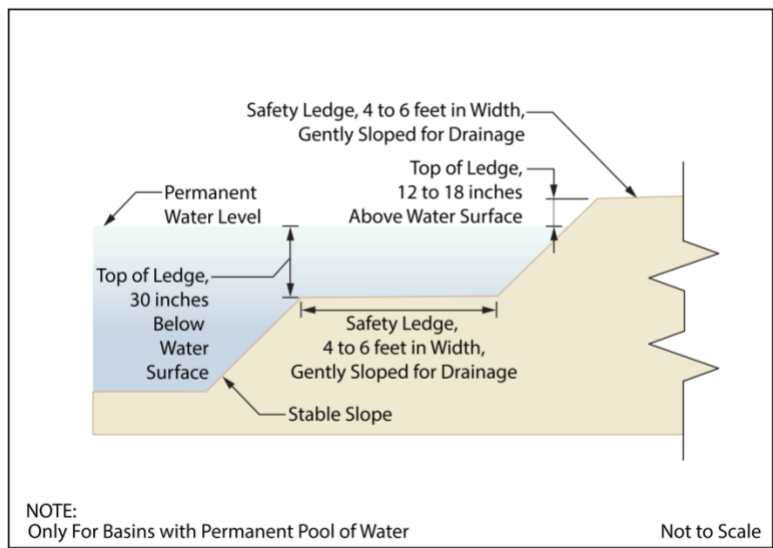 Safety Ledge, 4 to 6 feet in Width,
Gently Sloped for Drainage
Top of Ledge,
12 to 18 inches
Above Water Surface
Permanent
Water Level
Top of Ledge,
30 inches
Below
Water
Surface
Safety Ledge,
4 to 6 feet in Width,
Gently Sloped for Drainage
Stable Slope
NOTE:
Only For Basins with Permanent Pool of Water
Not to Scale